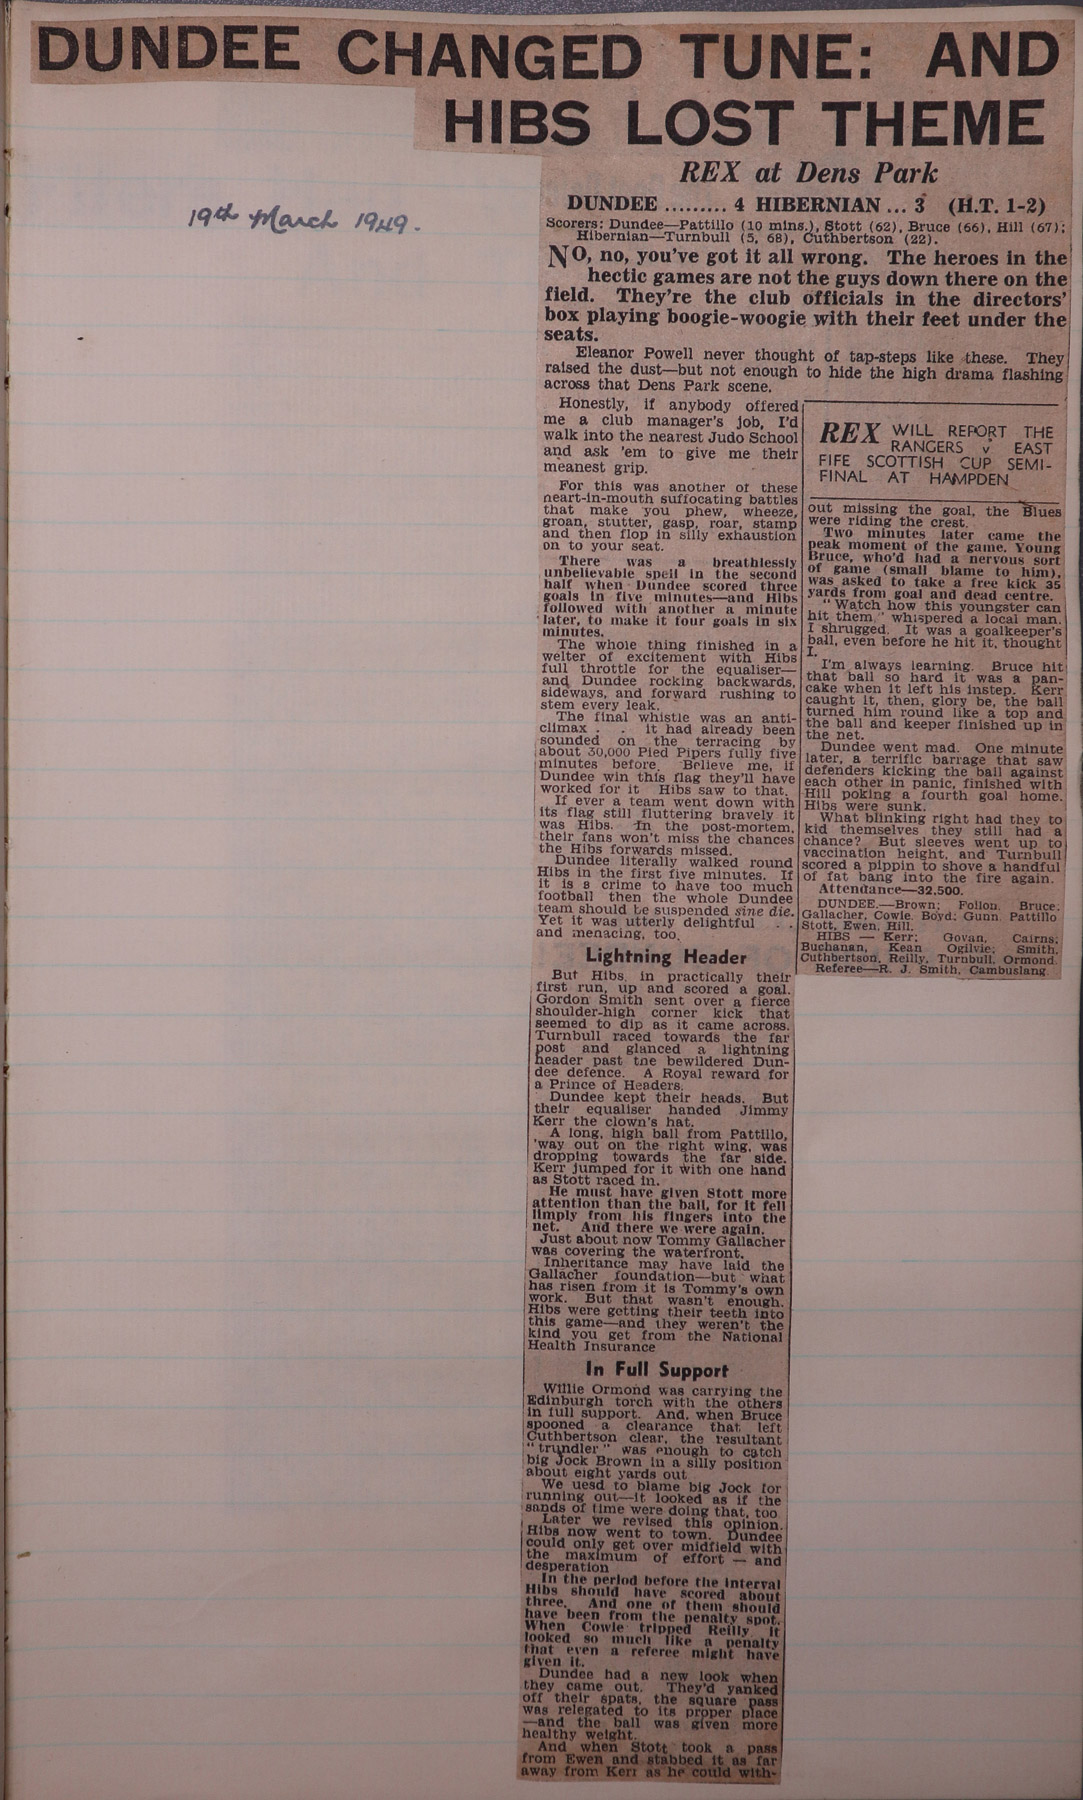 DUNDEE CHANGED TUNE: AND
HIBS LOST THEME
19th March 1949.
REX at Dens Park
DUNDEE ......... 4 HIBERNIAN ... 3 (H.T. 1-2)
Scorers: Dundee—Pattillo (10 mins.), Stott (62), Bruce (66), Hill (67);
Hibernian—Turnbull (5, 68), Cuthbertson (22).
NO, no, you've got it all wrong. The heroes in the
hectic games are not the guys down there on the
field. They're the club officials in the directors'
box playing boogie-woogie with their feet under the
seats.
Eleanor Powell never thought of tap-steps like these. They
raised the dust—but not enough to hide the high drama flashing
across that Dens Park scene.
Honestly, if anybody offered
me a club manager's job, I'd
walk into the nearest Judo School
and ask 'em to give me their
meanest grip.
For this was another of these
heart-in-mouth suffocating battles
that make you phew, wheeze,
groan, stutter, gasp, roar, stamp
and then flop in silly exhaustion
on to your seat.
There was a breathlessly
unbelievable spell in the second
half when Dundee scored three
goals in five minutes—and Hibs
followed with another a minute
later, to make it four goals in six
minutes.
The whole thing finished in a
welter of excitement with Hibs
full throttle for the equaliser—
and Dundee rocking backwards,
sideways, and forward rushing to
stem every leak.
The final whistle was an anti-
climax . . it had already been
sounded on the terracing by
about 30,000 Pied Pipers fully five
minutes before. Believe me, if
Dundee win this flag they'll have
worked for it Hibs saw to that.
If ever a team went down with
its flag still fluttering bravely it
was Hibs. In the post-mortem,
their fans won't miss the chances
the Hibs forwards missed.
Dundee literally walked round
Hibs in the first five minutes. If
it is a crime to have too much
football then the whole Dundee
team should be suspended sine die.
Yet it was utterly delightful . .
and menacing, too.
Lightning Header
But Hibs, in practically their
first run, up and scored a goal.
Gordon Smith sent over a fierce
shoulder-high corner kick that
seemed to dip as it came across.
Turnbull raced towards the far
post and glanced a lightning
header past the bewildered Dun-
dee defence. A Royal reward for
a Prince of Headers.
Dundee kept their heads. But
their equaliser handed Jimmy
Kerr the clown's hat.
A long, high ball from Pattillo,
'way out on the right wing, was
dropping towards the far side.
Kerr jumped for it with one hand
as Stott raced in.
He must have given Stott more
attention than the ball, for it fell
limply from his fingers into the
net. And there we were again.
Just about now Tommy Gallacher
was covering the waterfront.
Inheritance may have laid the
Gallacher foundation—but what
has risen from it is Tommy's own
work. But that wasn't enough.
Hibs were getting their teeth into
this game—and they weren't the
kind you get from the National
Health Insurance
In Full Support
Willie Ormond was carrying the
Edinburgh torch with the others
in full support. And, when Bruce
spooned a clearance that left
Cuthbertson clear, the resultant
"trundler" was enough to catch
big Jock Brown in a silly position
about eight yards out
We uesd to blame big Jock for
running out—it looked as if the
sands of time were doing that, too
Later we revised this opinion.
Hibs now went to town. Dundee
could only get over midfield with
the maximum of effort — and
desperation
In the period before the interval
Hibs should have scored about
three. And one of them should
have been from the penalty spot.
When Cowie tripped Reilly it
looked so much like a penalty
that even a referee might have
given it.
Dundee had a new look when
they came out. They'd yanked
off their spats, the square pass
was relegated to its proper place
—and the ball was given more
healthy weight.
And when Stott took a pass
from Ewen and stabbed it as far
away from Kerr as he could with-
REX WILL REPORT THE
RANGERS v EAST
FIFE SCOTTISH CUP SEMI-
FINAL AT HAMPDEN
out missing the goal, the Blues
were riding the crest.
Two minutes later came the
peak moment of the game. Young
Bruce, who'd had a nervous sort
of game (small blame to him),
was asked to take a free kick 35
yards from goal and dead centre.
"Watch how this youngster can
hit them," whispered a local man.
I shrugged. It was a goalkeeper's
ball, even before he hit it, thought
I.
I'm always learning. Bruce hit
that ball so hard it was a pan-
cake when it left his instep. Kerr
caught it, then, glory be, the ball
turned him round like a top and
the ball and keeper finished up in
the net.
Dundee went mad. One minute
later, a terrific barrage that saw
defenders kicking the ball against
each other in panic, finished with
Hill poking a fourth goal home.
Hibs were sunk.
What blinking right had they to
kid themselves they still had a
chance? But sleeves went up to
vaccination height, and Turnbull
scored a pippin to shove a handful
of fat bang into the fire again.
Attendance—32,500.
DUNDEE.—Brown; Follon, Bruce;
Gallacher, Cowie, Boyd; Gunn, Pattillo
Stott, Ewen, Hill.
HIBS — Kerr; Govan, Cairns;
Buchanan, Kean Ogilvie; Smith,
Cuthbertson, Reilly, Turnbull, Ormond.
Referee—R. J. Smith, Cambuslang.